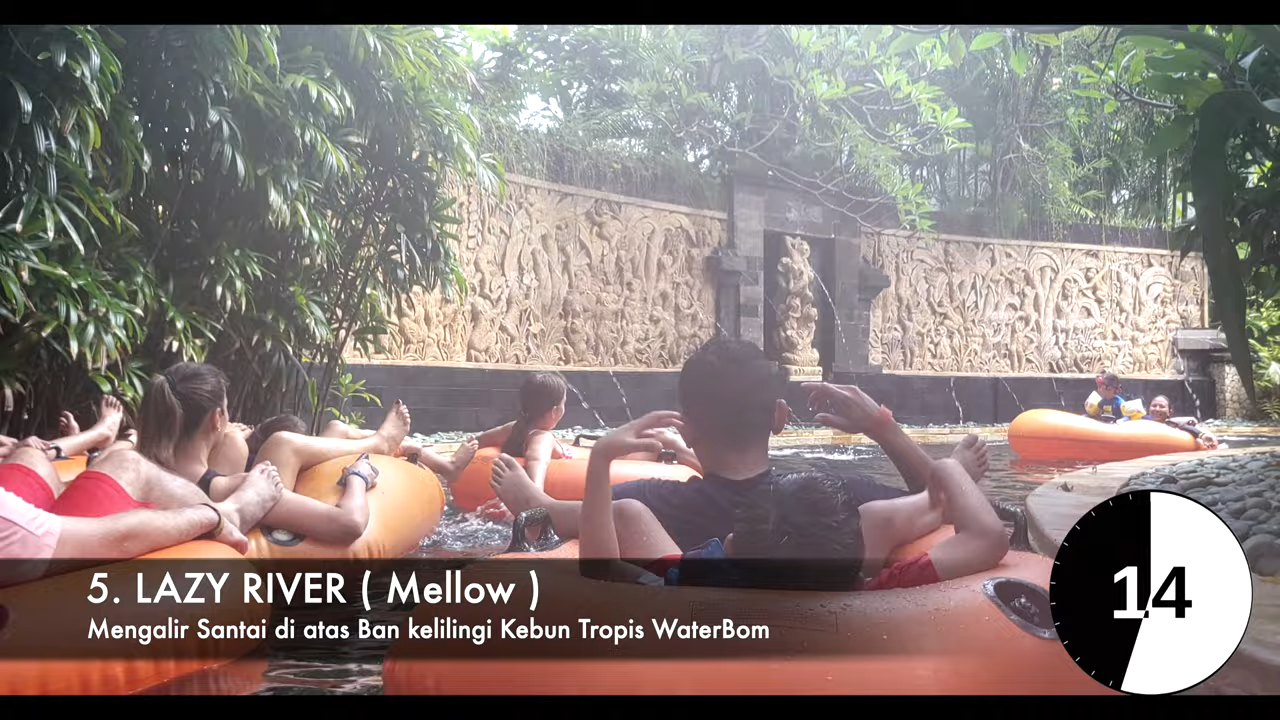 5. LAZY RIVER ( Mellow )
Mengalir Santai di atas Ban kelilingi Kebun Tropis WaterBom
14